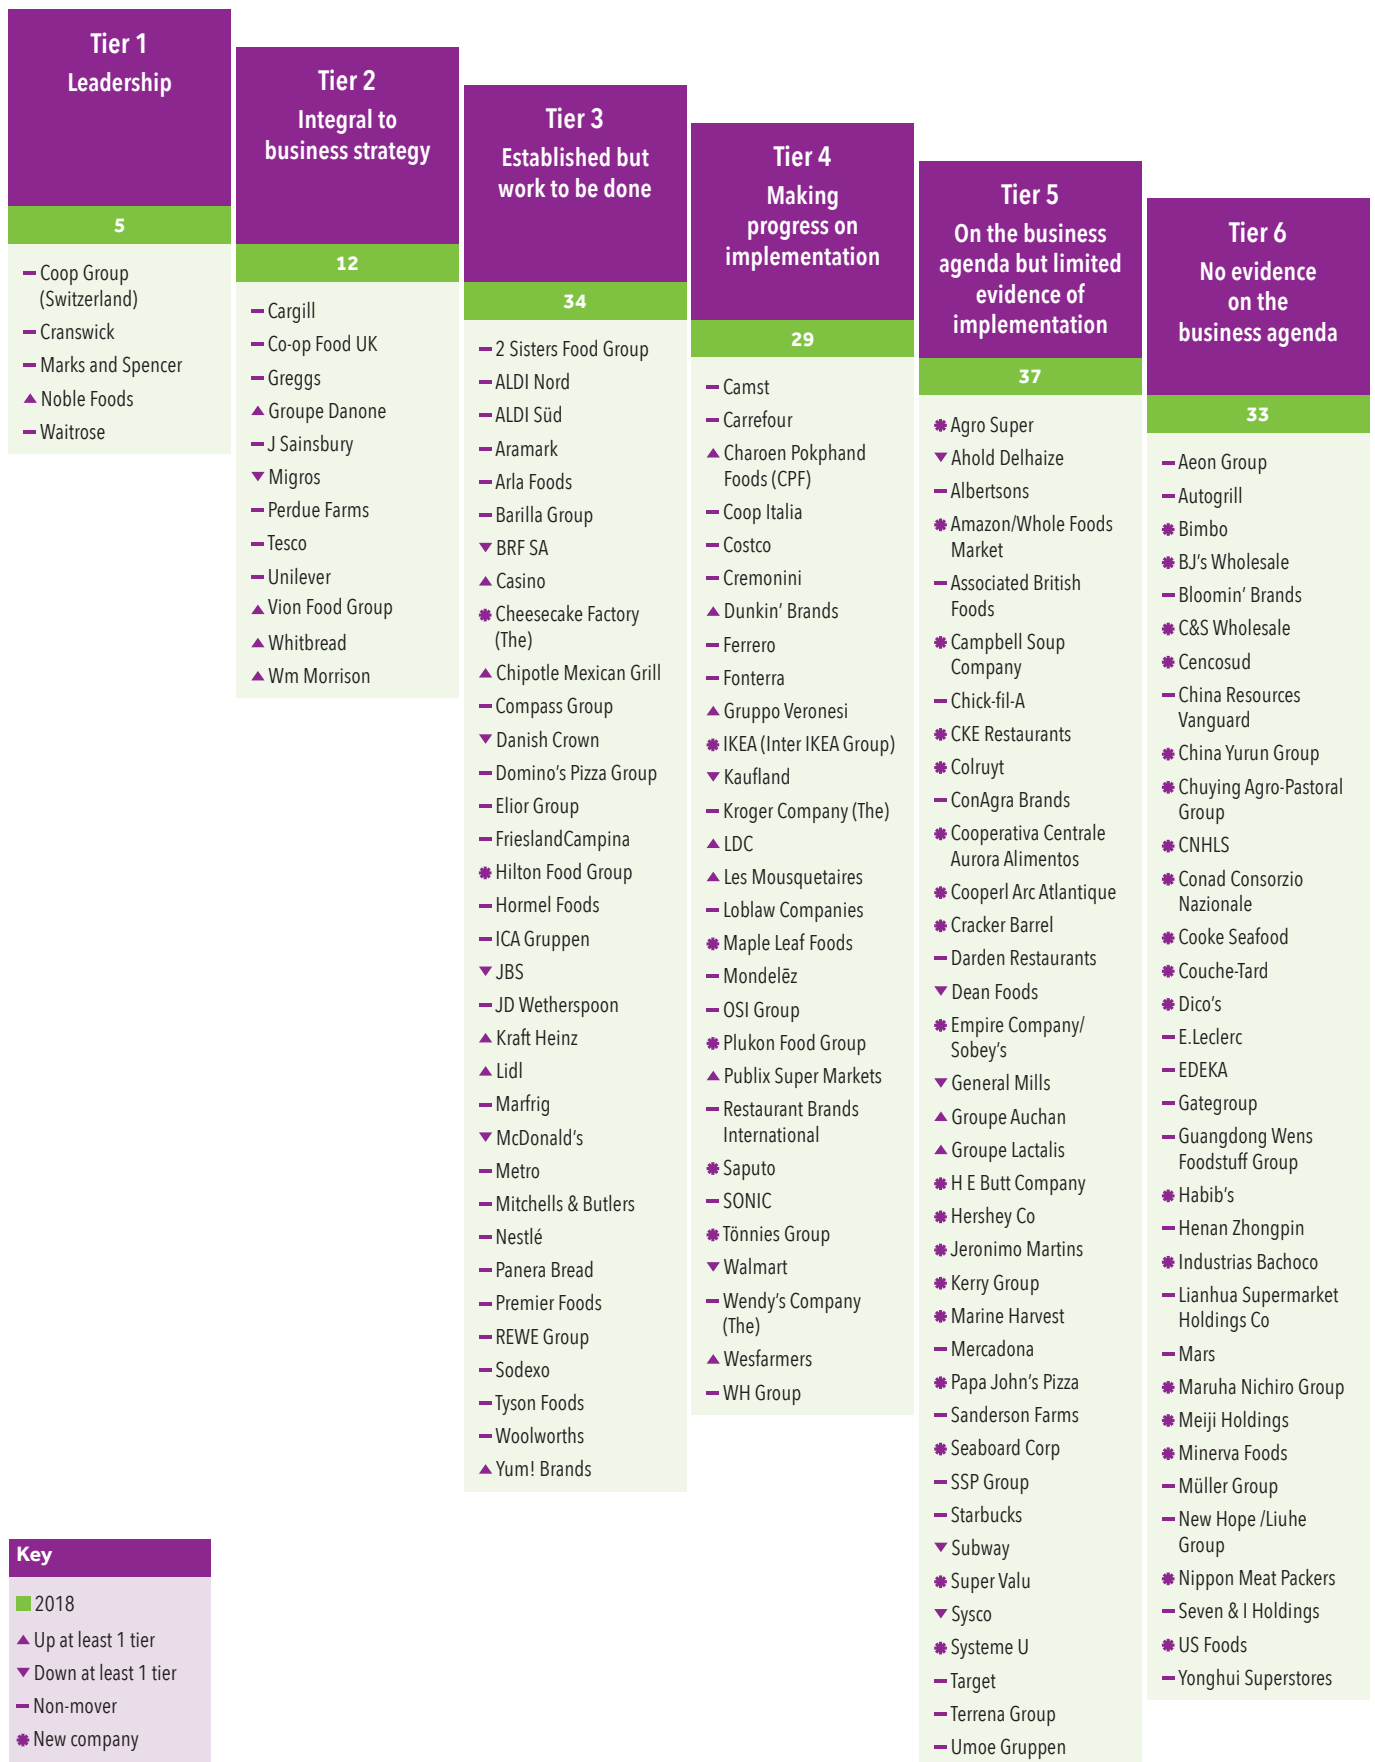 Tier 1
Leadership
5
Coop Group
(Switzerland)
Cranswick
Marks and Spencer
Noble Foods
Waitrose
Tier 2
Integral to
business strategy
12
Cargill
Co-op Food UK
Greggs
Groupe Danone
J Sainsbury
Migros
Perdue Farms
Tesco
Unilever
Vion Food Group
Whitbread
Wm Morrison
Tier 3
Established but
work to be done
34
2 Sisters Food Group
ALDI Nord
ALDI Süd
Aramark
Arla Foods
Barilla Group
BRF SA
Casino
Cheesecake Factory
(The)
Chipotle Mexican Grill
Compass Group
Danish Crown
Domino's Pizza Group
Elior Group
FrieslandCampina
Hilton Food Group
Hormel Foods
ICA Gruppen
JBS
JD Wetherspoon
Kraft Heinz
Lidl
Marfrig
McDonald's
Metro
Mitchells & Butlers
Nestlé
Panera Bread
Premier Foods
REWE Group
Sodexo
Tyson Foods
Woolworths
Yum! Brands
Tier 4
Making
progress on
implementation
29
Camst
Carrefour
Charoen Pokphand
Foods (CPF)
Coop Italia
Costco
Cremonini
Dunkin' Brands
Ferrero
Fonterra
Gruppo Veronesi
IKEA (Inter IKEA Group)
Kaufland
Kroger Company (The)
LDC
Les Mousquetaires
Loblaw Companies
Maple Leaf Foods
Mondelēz
OSI Group
Plukon Food Group
Publix Super Markets
Restaurant Brands
International
Saputo
SONIC
Tönnies Group
Walmart
Wendy's Company
(The)
Wesfarmers
WH Group
Tier 5
On the business
agenda but limited
evidence of
implementation
37
Agro Super
Ahold Delhaize
Albertsons
Amazon/Whole Foods
Market
Associated British
Foods
Campbell Soup
Company
Chick-fil-A
CKE Restaurants
Colruyt
ConAgra Brands
Cooperativa Centrale
Aurora Alimentos
Cooperl Arc Atlantique
Cracker Barrel
Darden Restaurants
Dean Foods
Empire Company/
Sobey's
General Mills
Groupe Auchan
Groupe Lactalis
H E Butt Company
Hershey Co
Jeronimo Martins
Kerry Group
Marine Harvest
Mercadona
Papa John's Pizza
Sanderson Farms
Seaboard Corp
SSP Group
Starbucks
Subway
Super Valu
Sysco
Systeme U
Target
Terrena Group
Umoe Gruppen
Tier 6
No evidence
on the
business agenda
33
Aeon Group
Autogrill
Bimbo
BJ's Wholesale
Bloomin' Brands
C&S Wholesale
Cencosud
China Resources
Vanguard
China Yurun Group
Chuying Agro-Pastoral
Group
CNHLS
Conad Consorzio
Nazionale
Cooke Seafood
Couche-Tard
Dico's
E.Leclerc
EDEKA
Gategroup
Guangdong Wens
Foodstuff Group
Habib's
Henan Zhongpin
Industrias Bachoco
Lianhua Supermarket
Holdings Co
Mars
Maruha Nichiro Group
Meiji Holdings
Minerva Foods
Müller Group
New Hope /Liuhe
Group
Nippon Meat Packers
Seven & I Holdings
US Foods
Yonghui Superstores
Key
2018
Up at least 1 tier
Down at least 1 tier
Non-mover
New company